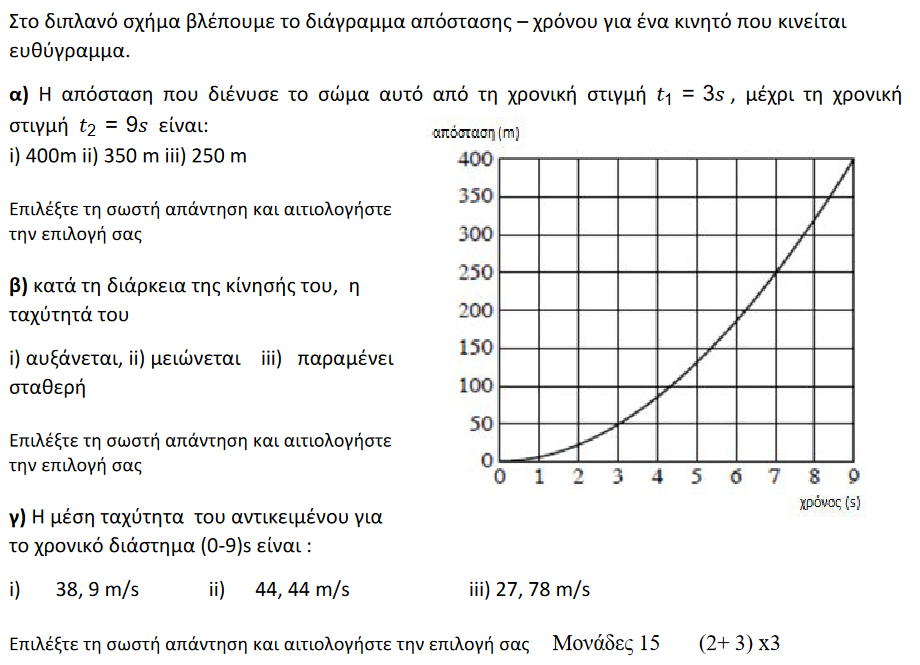 Στο διπλανό σχήμα βλέπουμε το διάγραμμα απόστασης – χρόνου για ένα κινητό που κινείται
ευθύγραμμα.
α) Η απόσταση που διένυσε το σώμα αυτό από τη χρονική στιγμή t1 = 3s , μέχρι τη χρονική
στιγμή t2 = 9s είναι:
i) 400m ii) 350 m iii) 250 m
Επιλέξτε τη σωστή απάντηση και αιτιολογήστε
την επιλογή σας
β) κατά τη διάρκεια της κίνησής του, η
ταχύτητά του
i) αυξάνεται, ii) μειώνεται iii) παραμένει
σταθερή
Επιλέξτε τη σωστή απάντηση και αιτιολογήστε
την επιλογή σας
απόσταση (m)
400
350
300
250
200
150
100
50
0
0 1 2 3 4 5 6 7 8 9
χρόνος (s)
γ) Η μέση ταχύτητα του αντικειμένου για
το χρονικό διάστημα (0-9)s είναι :
i) 38, 9 m/s ii) 44, 44 m/s iii) 27, 78 m/s
Επιλέξτε τη σωστή απάντηση και αιτιολογήστε την επιλογή σας Μονάδες 15 (2+ 3) x3